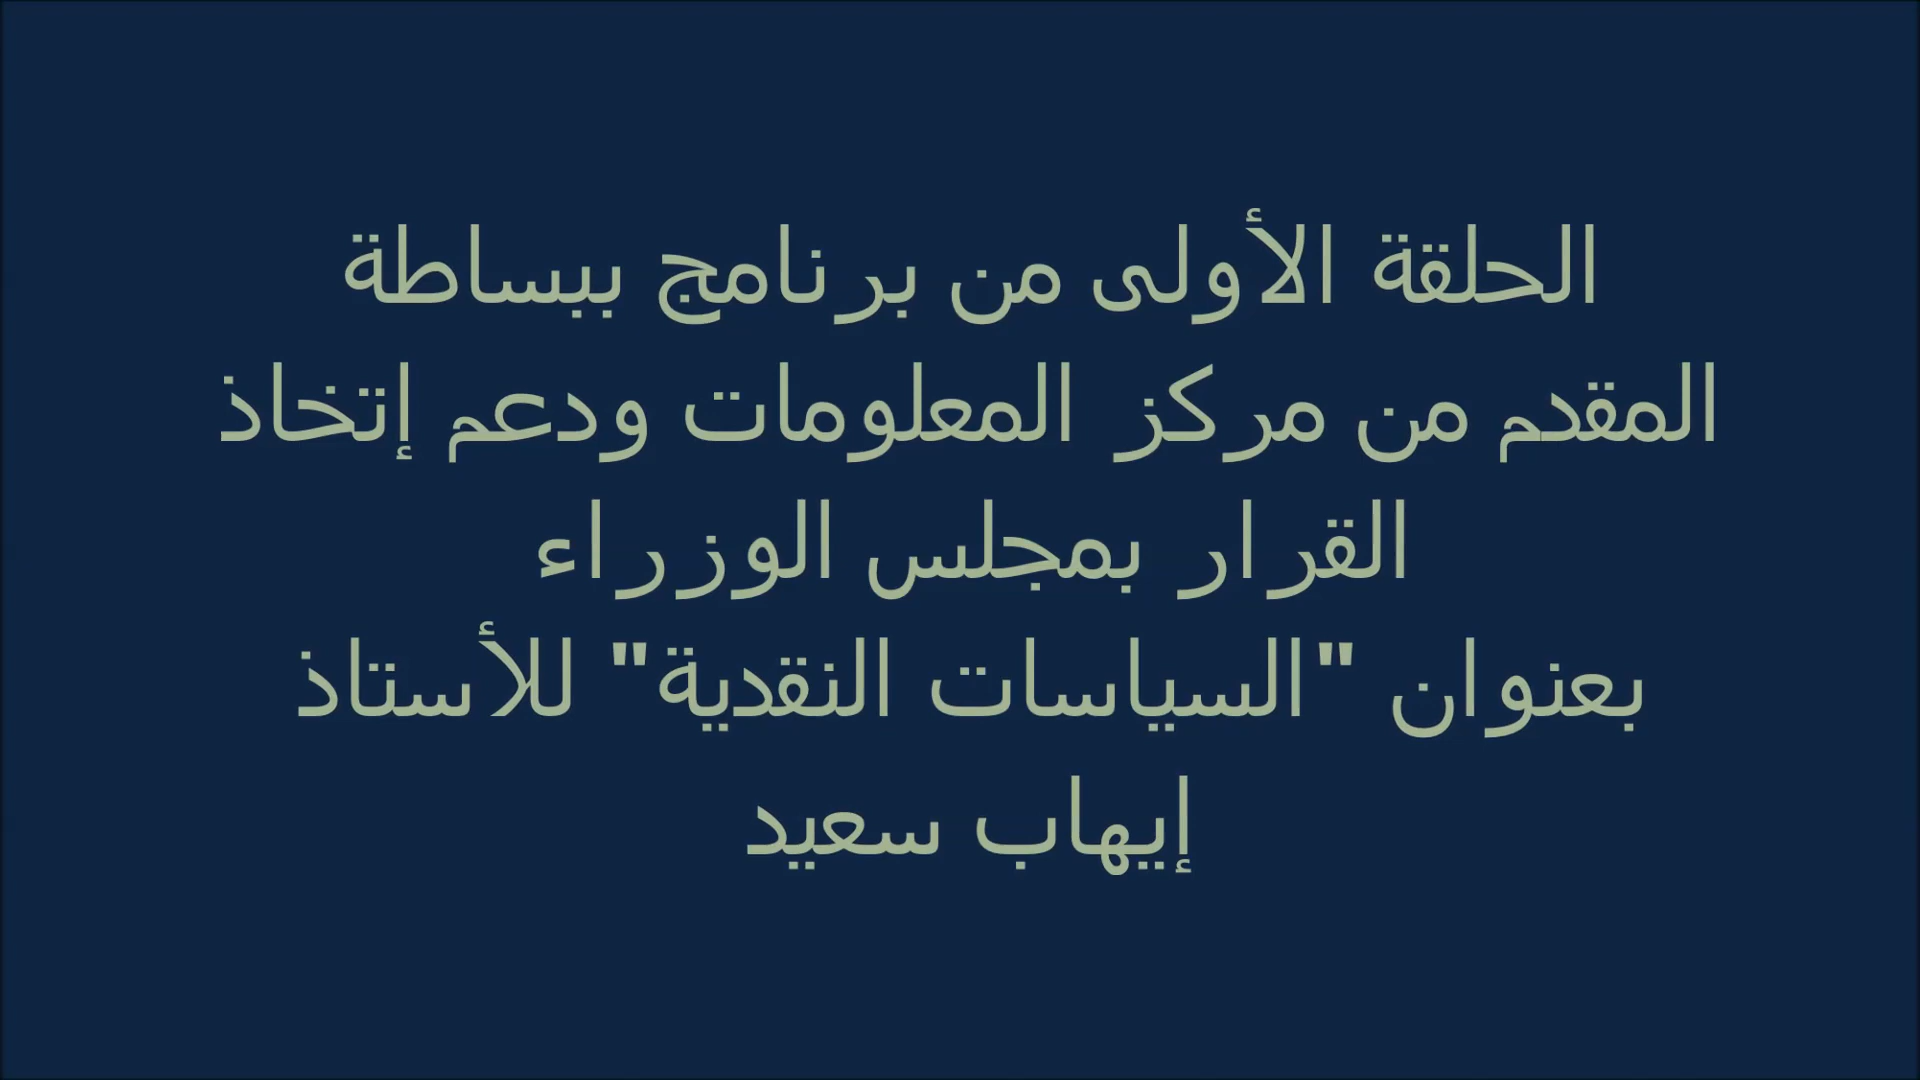 الحلقة الأولى من برنامج ببساطة
المقدم من مركز المعلومات ودعم إتخاذ
القرار بمجلس الوزراء
بعنوان "السياسات النقدية" للأستاذ
إيهاب سعيد